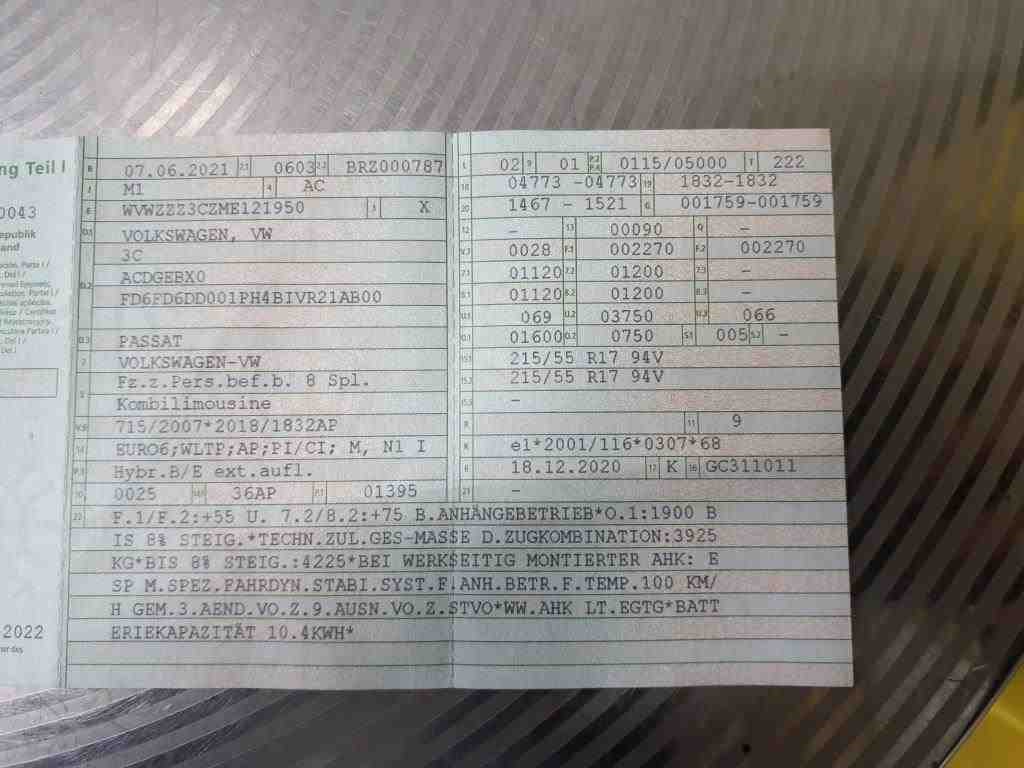 ng Teil I
0043
epublik
and
2022
B 07.06.2021 2.1 0603 2.2 BRZ000787
J M1 4 AC
E WVWZZZ3CZME121950 3 X
D.1 VOLKSWAGEN, VW
3C
D.2 ACDGEBX0
FD6FD6DD001PH4BIVR21AB00
D.3 PASSAT
2 VOLKSWAGEN-VW
5 Fz.z.Pers.bef.b. 8 Spl.
Kombilimousine
V.9 715/2007*2018/1832AP
14 EURO6;WLTP;AP;PI/CI; M, N1 I
P.3 Hybr.B/E ext.aufl.
10 0025 14.1 36AP P.1 01395
L 02 9 01 P.2 P.4 0115/05000 T 222
18 04773 -04773 19 1832-1832
20 1467 - 1521 G 001759-001759
12 - 13 00090 Q -
V.7 0028 F.1 002270 F.2 002270
7.1 01120 7.2 01200 7.3 -
8.1 01120 8.2 01200 8.3 -
U.1 069 U.2 03750 U.3 066
O.1 01600 O.2 0750 S.1 005 S.2 -
15.1 215/55 R17 94V
15.2 215/55 R17 94V
15.3 -
R 11 9
K e1*2001/116*0307*68
6 18.12.2020 17 K 16 GC311011
21 -
22 F.1/F.2:+55 U. 7.2/8.2:+75 B.ANHÄNGEBETRIEB*O.1:1900 B
IS 8% STEIG.*TECHN.ZUL.GES-MASSE D.ZUGKOMBINATION:3925
KG*BIS 8% STEIG.:4225*BEI WERKSEITIG MONTIERTER AHK: E
SP M.SPEZ.FAHRDYN.STABI.SYST.F.ANH.BETR.F.TEMP.100 KM/
H GEM.3.AEND.VO.Z.9.AUSN.VO.Z.STVO*WW.AHK LT.EGTG*BATT
ERIEKAPAZITÄT 10.4KWH*